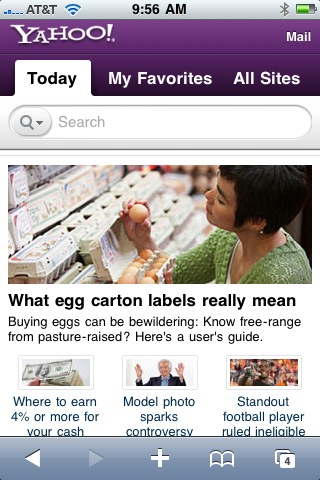 AT&T 9:56 AM
YAHOO!
Mail
Today My Favorites All Sites
Search
What egg carton labels really mean
Buying eggs can be bewildering: Know free-range
from pasture-raised? Here's a user's guide.
Where to earn
4% or more for
your cash
Model photo
sparks
controversy
Standout
football player
ruled ineligible
4